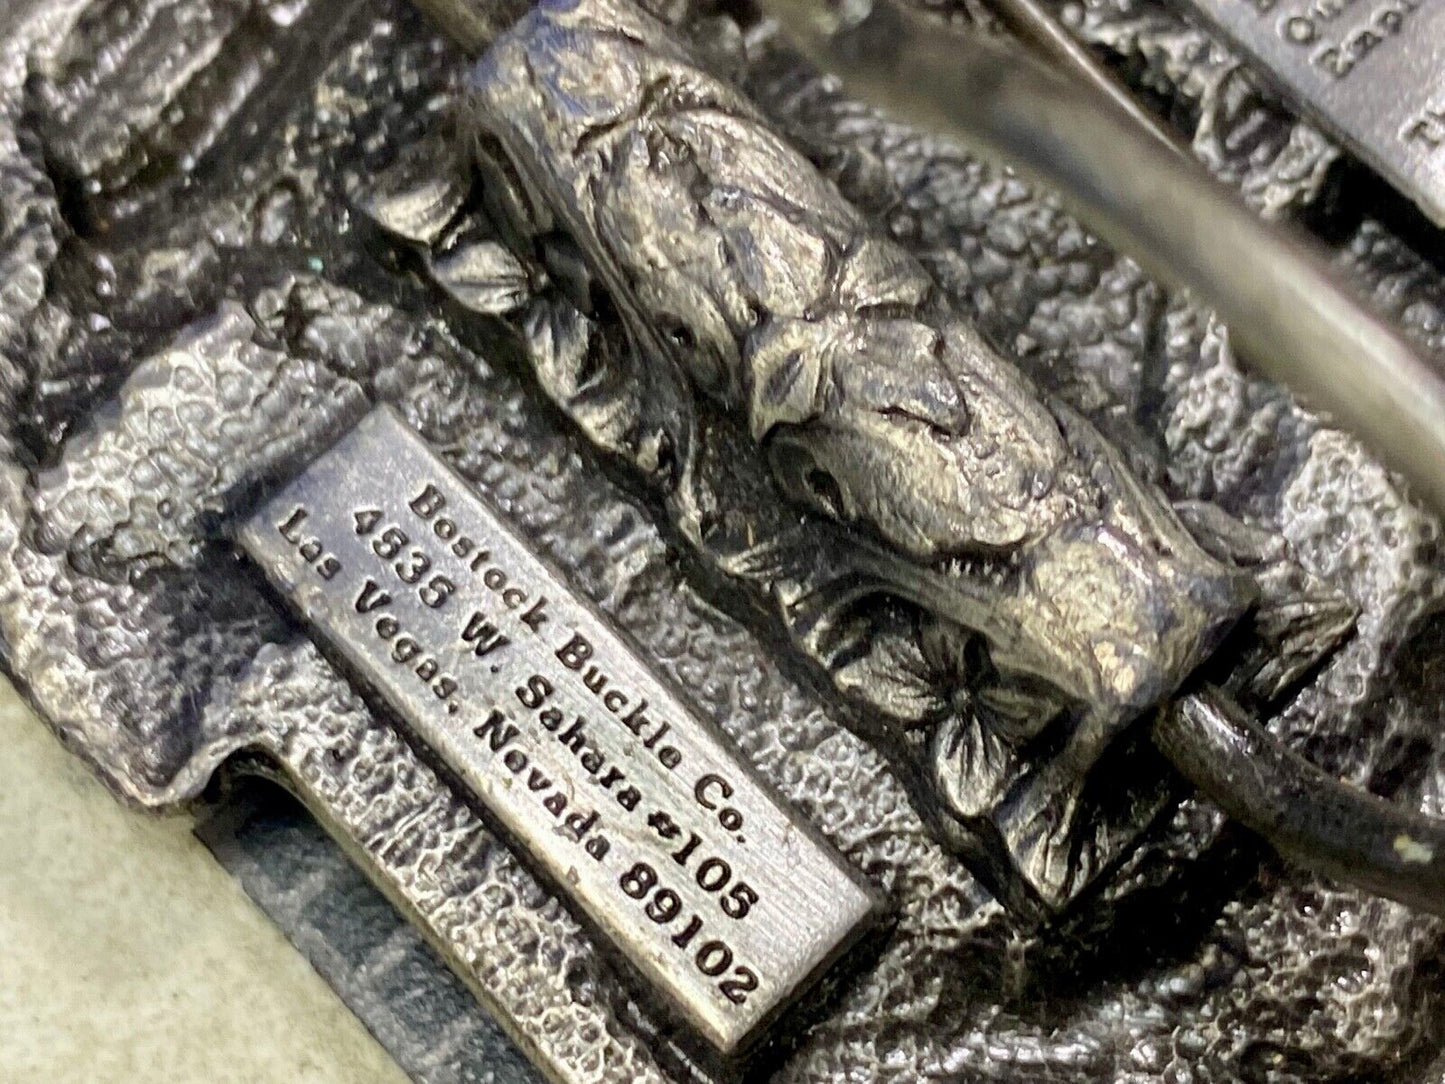 Bostock Buckle Co.
4535 W. Sahara #105
Las Vegas, Nevada 89102